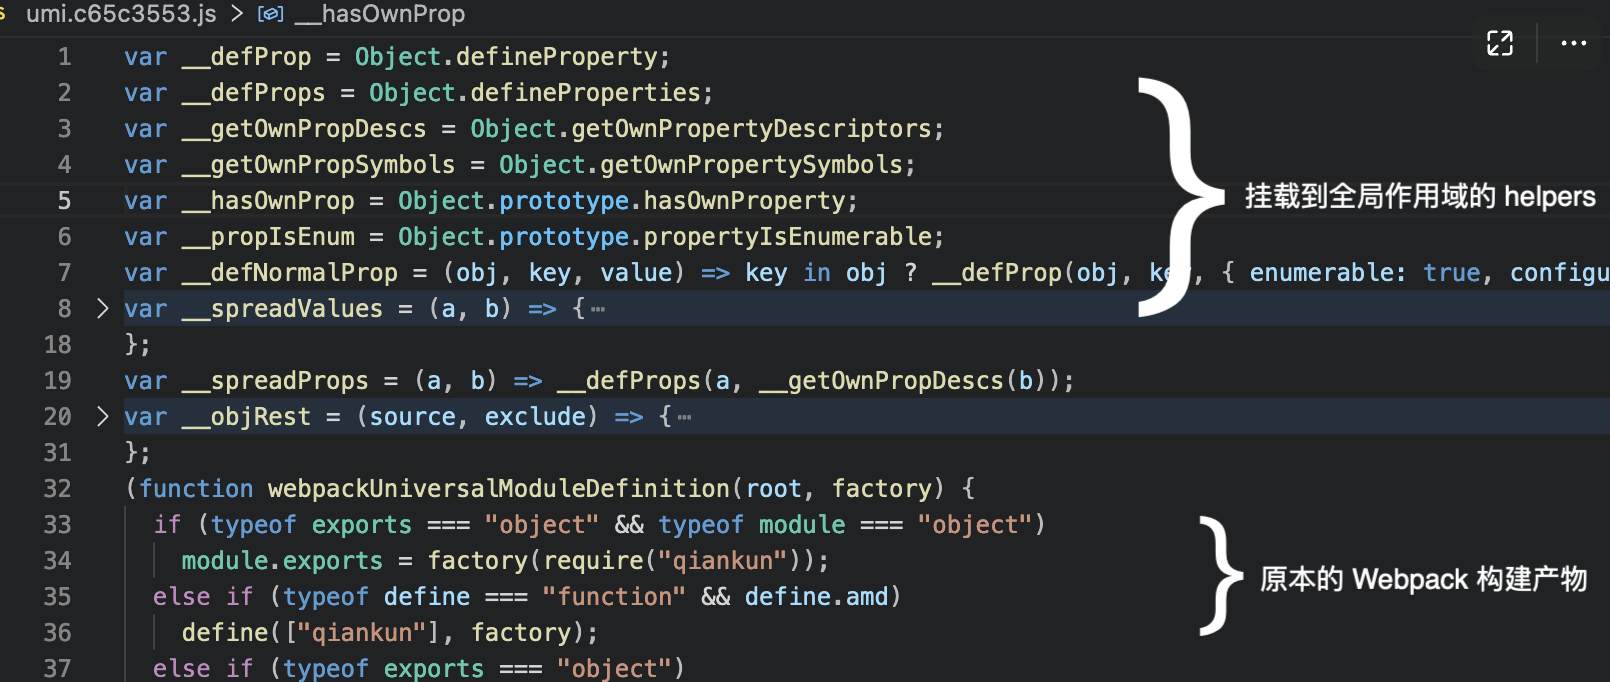 umi.c65c3553.js > __hasOwnProp
1 var __defProp = Object.defineProperty;
2 var __defProps = Object.defineProperties;
3 var __getOwnPropDescs = Object.getOwnPropertyDescriptors;
4 var __getOwnPropSymbols = Object.getOwnPropertySymbols;
5 var __hasOwnProp = Object.prototype.hasOwnProperty;
挂载到全局作用域的 helpers
6 var __propIsEnum = Object.prototype.propertyIsEnumerable;
7 var __defNormalProp = (obj, key, value) => key in obj ? __defProp(obj, key, { enumerable: true, configu
8 var __spreadValues = (a, b) => {…
18 };
19 var __spreadProps = (a, b) => __defProps(a, __getOwnPropDescs(b));
20 var __objRest = (source, exclude) => {…
31 };
32 (function webpackUniversalModuleDefinition(root, factory) {
33 if (typeof exports === "object" && typeof module === "object")
34 module.exports = factory(require("qiankun"));
原本的 Webpack 构建产物
35 else if (typeof define === "function" && define.amd)
36 define(["qiankun"], factory);
37 else if (typeof exports === "object")